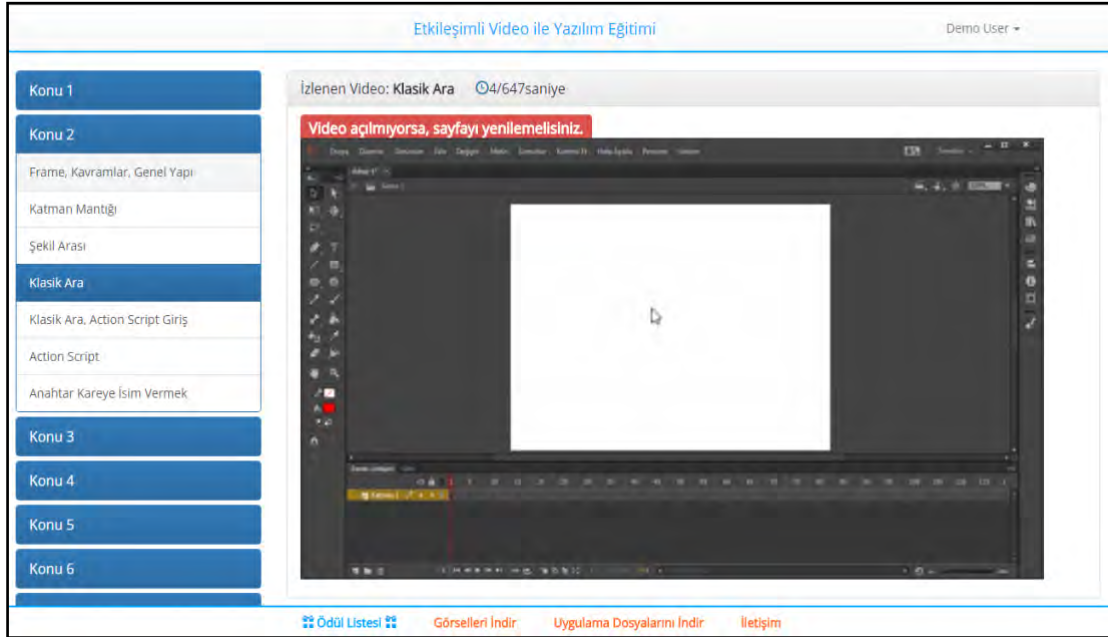 Etkileşimli Video ile Yazılım Eğitimi
Demo User
Konu 1
Konu 2
Frame, Kavramlar, Genel Yapı
Katman Mantığı
Şekil Arası
Klasik Ara
Klasik Ara, Action Script Giriş
Action Script
Anahtar Kareye İsim Vermek
Konu 3
Konu 4
Konu 5
Konu 6
İzlenen Video: Klasik Ara 4/647saniye
Video açılmıyorsa, sayfayı yenilemelisiniz.
Ödül Listesi Görselleri İndir Uygulama Dosyalarını İndir İletişim